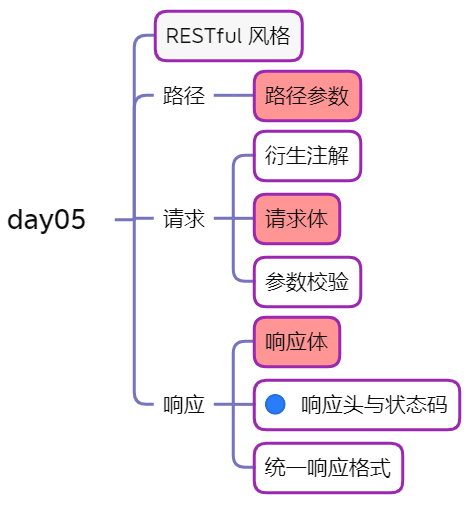 RESTful 风格
路径
路径参数
衍生注解
day05
请求
请求体
参数校验
响应体
响应
响应头与状态码
统一响应格式